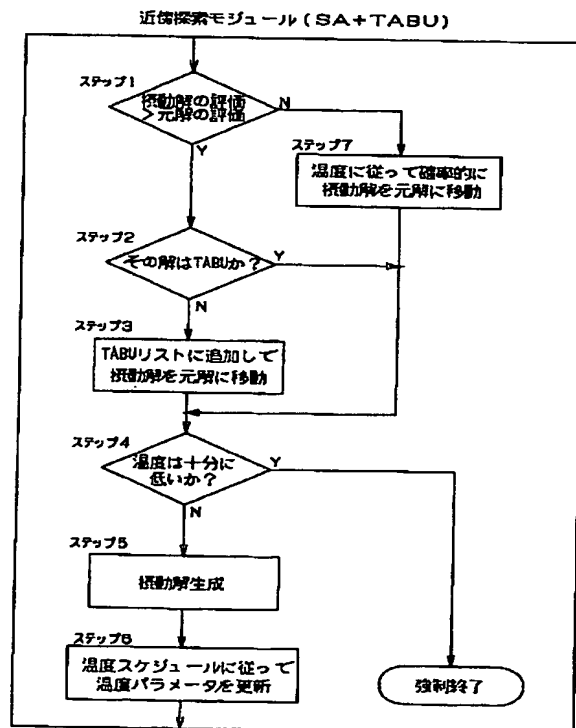 近傍探索モジュール(SA+TABU)
ステップ1
摂動解の評価
>元解の評価
N
Y
ステップ7
温度に従って確率的に
摂動解を元解に移動
ステップ2
その解はTABUか?
Y
N
ステップ3
TABUリストに追加して
摂動解を元解に移動
ステップ4
温度は十分に
低いか?
Y
N
ステップ5
摂動解生成
ステップ6
温度スケジュールに従って
温度パラメータを更新
強制終了